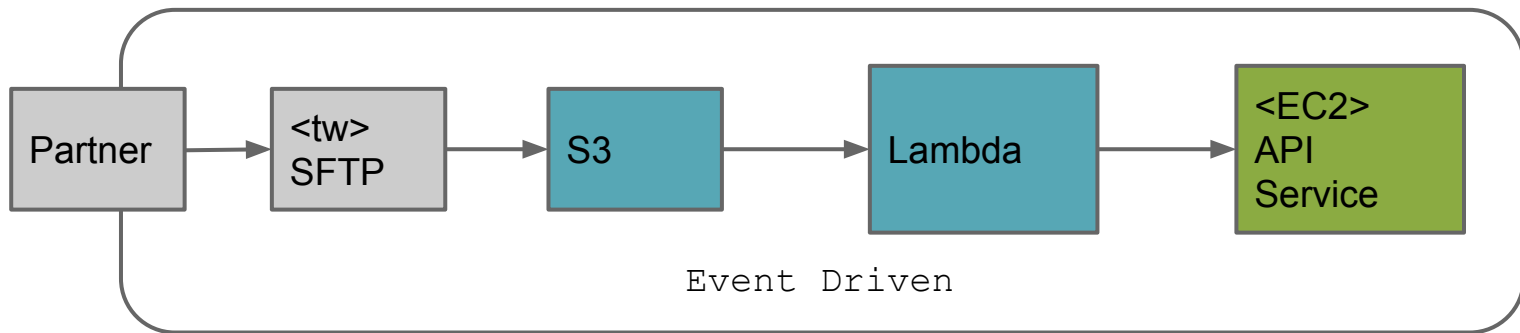 Partner
<tw>
SFTP
S3
Lambda
<EC2>
API
Service
Event Driven